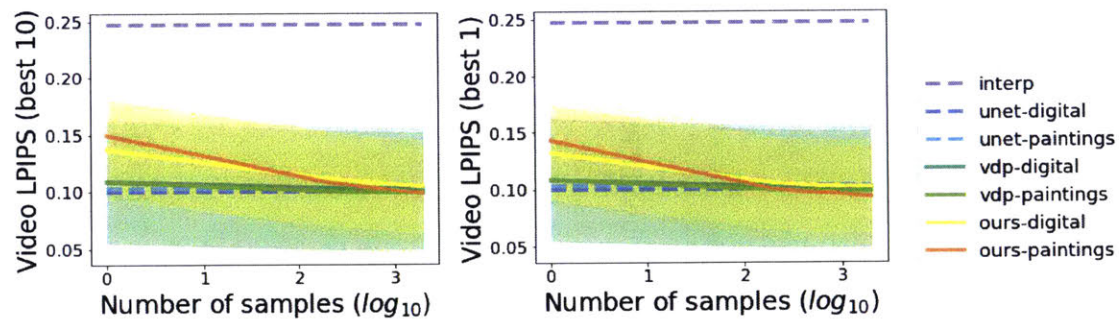 Video LPIPS (best 10)
0.25
0.20
0.15
0.10
0.05
0
1
2
3
Number of samples (log10)
Video LPIPS (best 1)
0.25
0.20
0.15
0.10
0.05
0
1
2
3
Number of samples (log10)
interp
unet-digital
unet-paintings
vdp-digital
vdp-paintings
ours-digital
ours-paintings